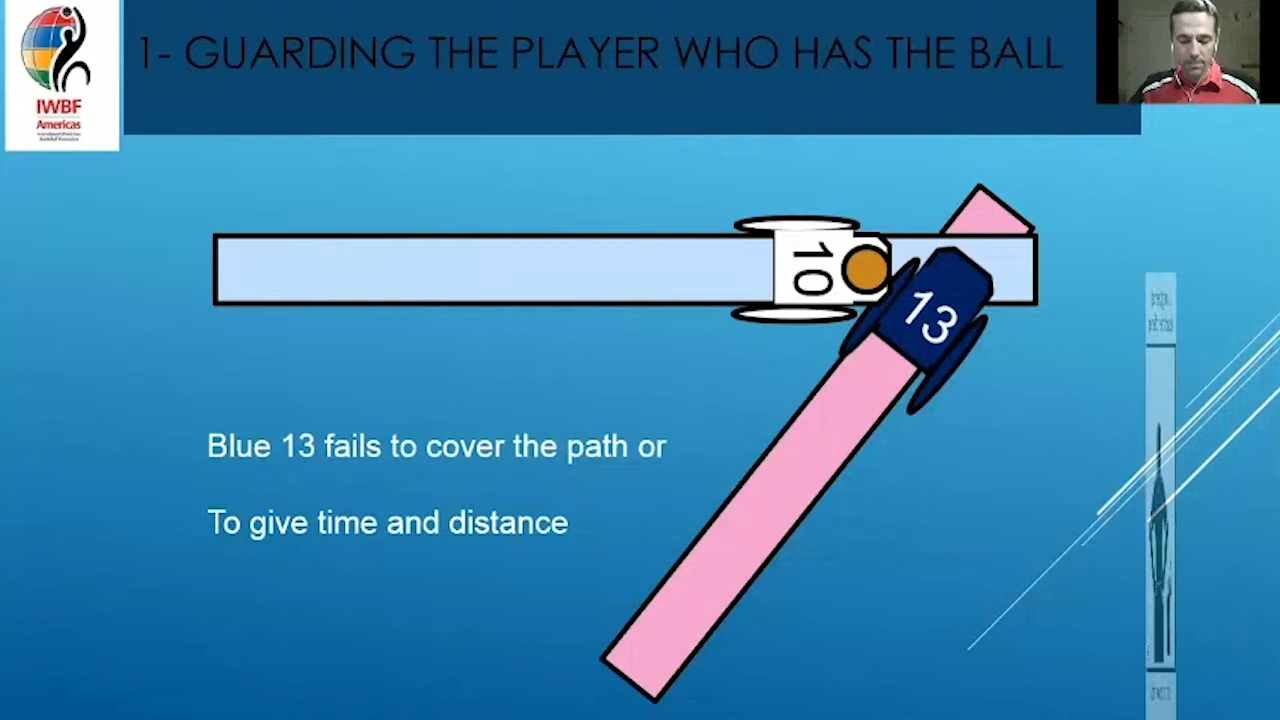 1- GUARDING THE PLAYER WHO HAS THE BALL
IWBF
Americas
10
13
Blue 13 fails to cover the path or
To give time and distance